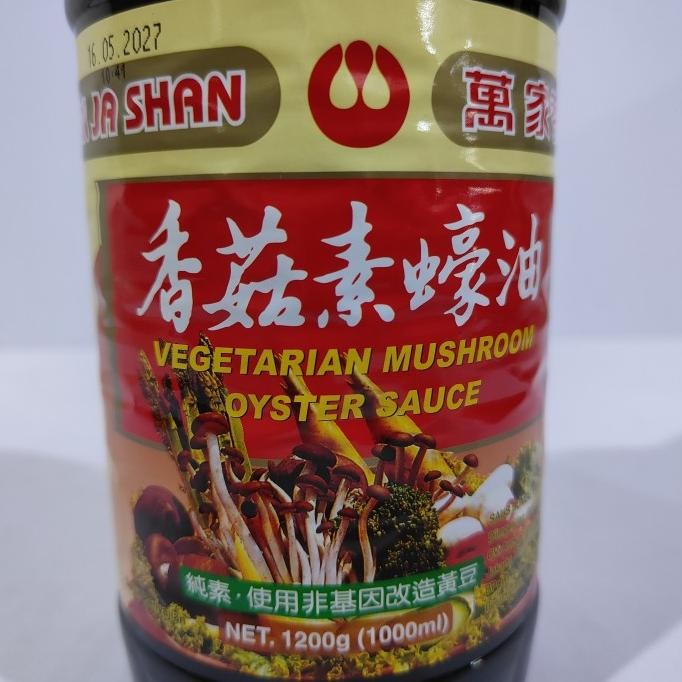 16.05.2027
10:41
JA SHAN
萬家
香菇素蠔油
VEGETARIAN MUSHROOM
OYSTER SAUCE
純素‧使用非基因改造黃豆
NET. 1200g (1000ml)